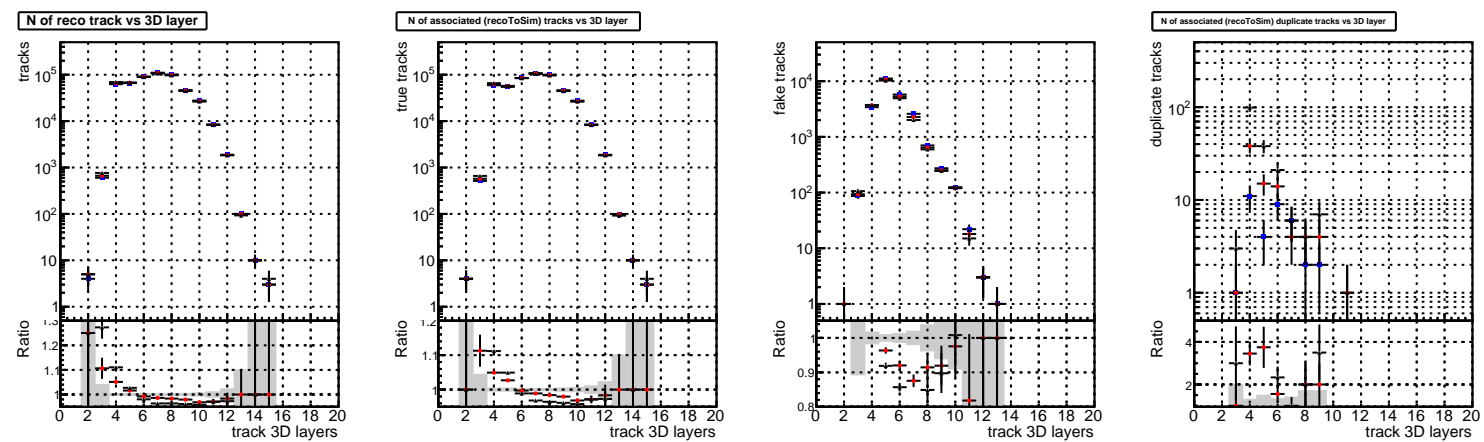 N of reco track vs 3D layer
tracks
10^5
10^4
10^3
10^2
10
1
Ratio
1.3
1.2
1.1
1
0 2 4 6 8 10 12 14 16 18 20
track 3D layers
N of associated (recoToSim) tracks vs 3D layer
true tracks
10^5
10^4
10^3
10^2
10
1
Ratio
1.2
1.1
1
0 2 4 6 8 10 12 14 16 18 20
track 3D layers
fake tracks
10^4
10^3
10^2
10
1
Ratio
1
0.9
0.8
0 2 4 6 8 10 12 14 16 18 20
track 3D layers
N of associated (recoToSim) duplicate tracks vs 3D layer
duplicate tracks
10^2
10
1
Ratio
4
2
0 2 4 6 8 10 12 14 16 18 20
track 3D layers